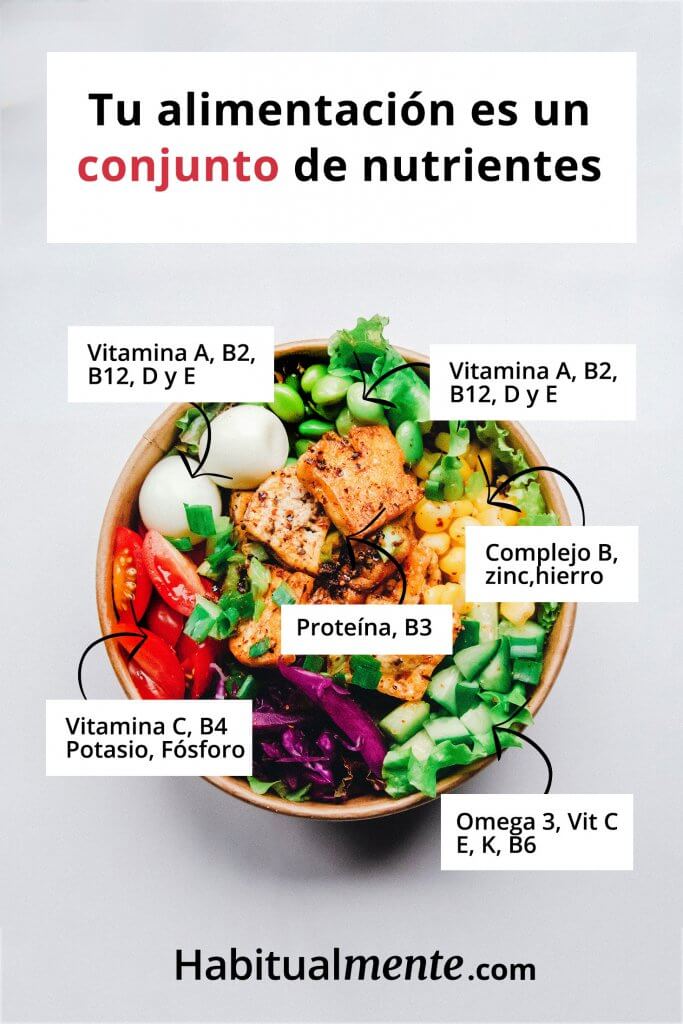 Tu alimentación es un
conjunto de nutrientes
Vitamina A, B2,
B12, D y E
Vitamina A, B2,
B12, D y E
Complejo B,
zinc,hierro
Proteína, B3
Vitamina C, B4
Potasio, Fósforo
Omega 3, Vit C
E, K, B6
Habitualmente.com